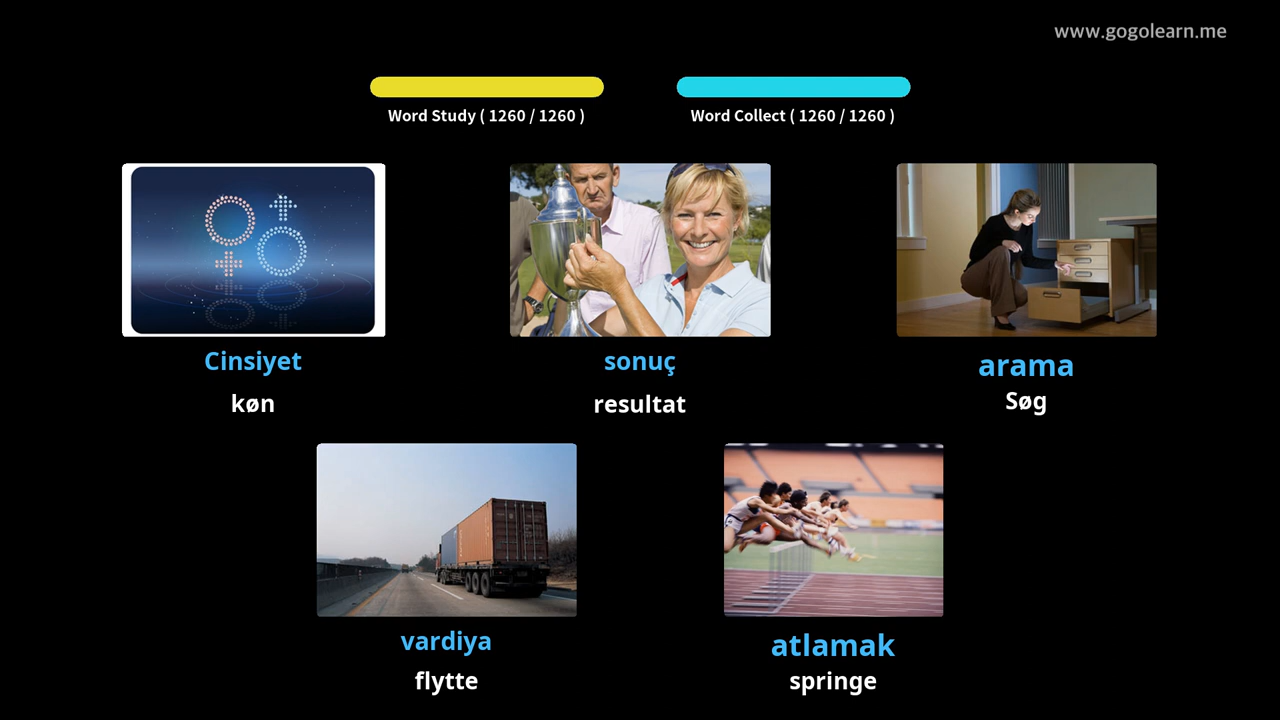 www.gogolearn.me
Word Study ( 1260 / 1260 )
Word Collect ( 1260 / 1260 )
Cinsiyet
køn
sonuç
resultat
arama
Søg
vardiya
flytte
atlamak
springe